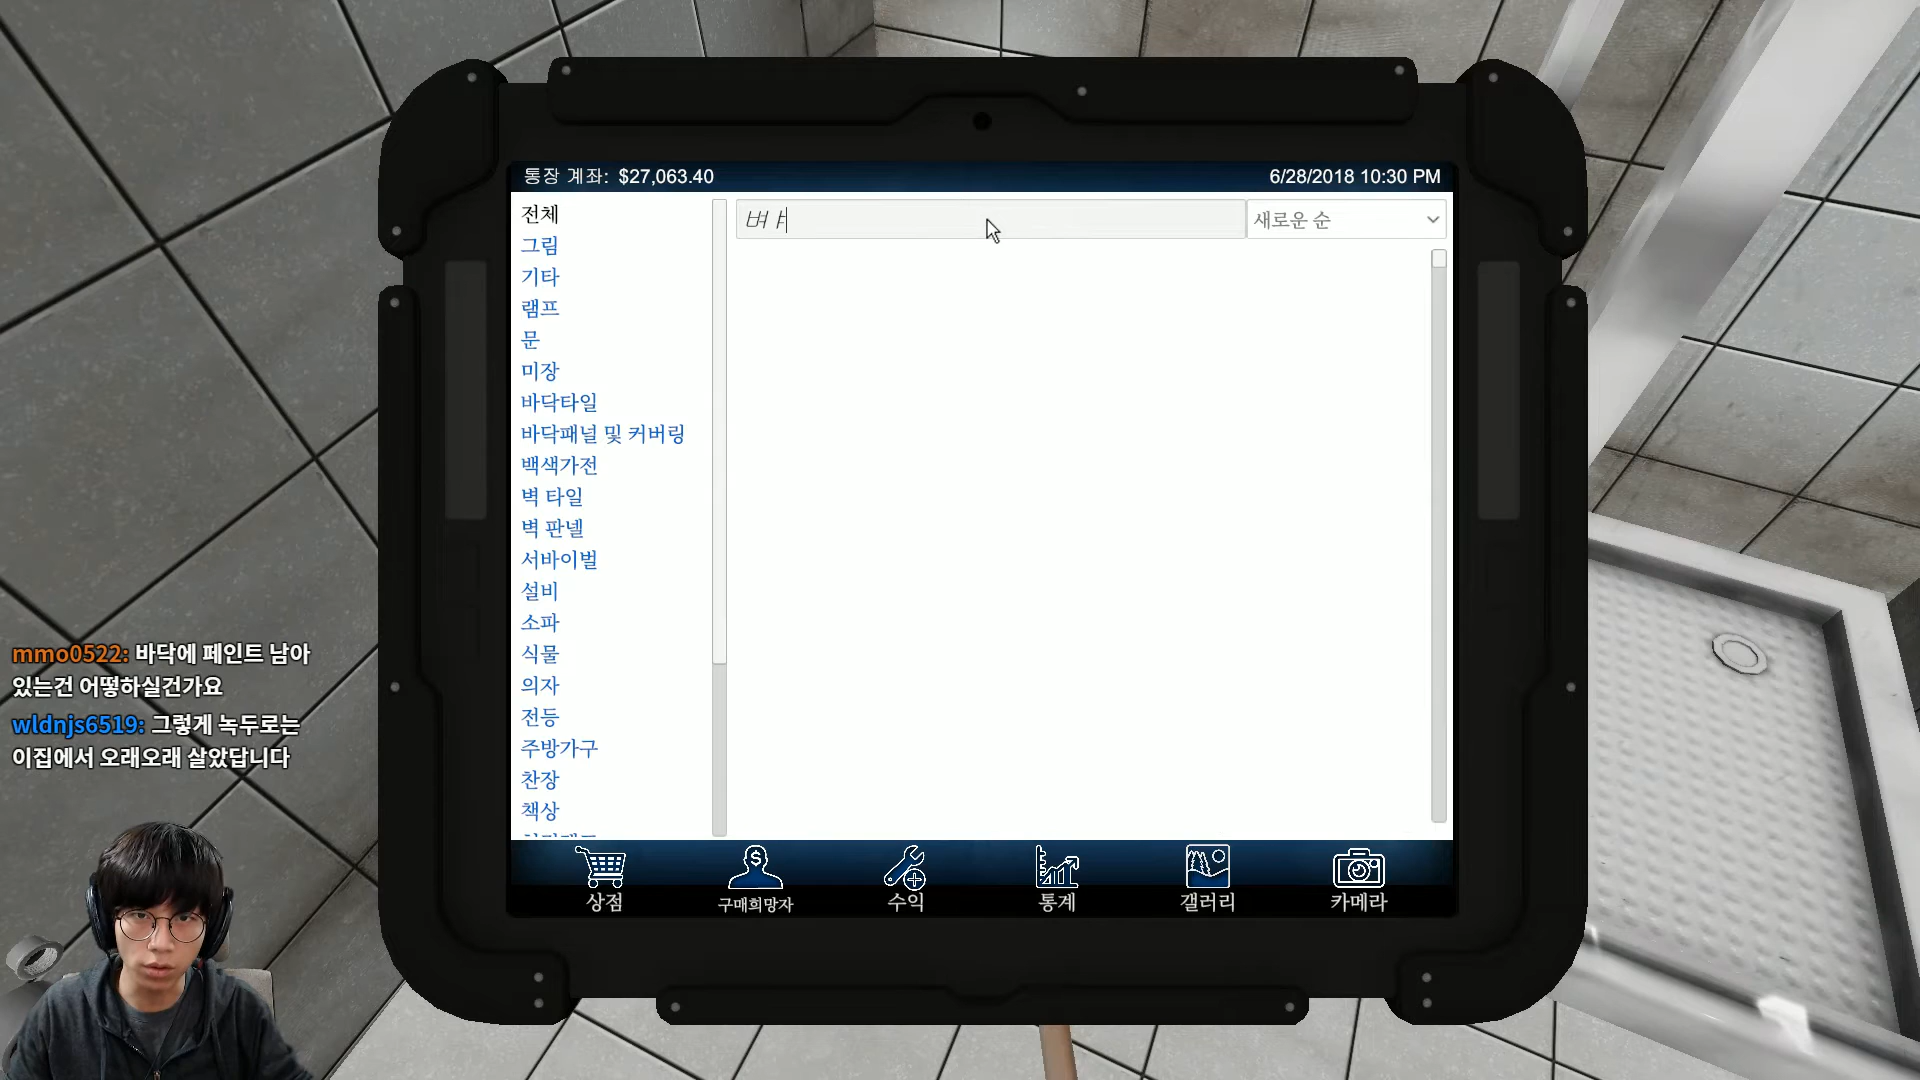 통장 계좌: $27,063.40
6/28/2018 10:30 PM
전체
그림
기타
램프
문
미장
바닥타일
바닥패널 및 커버링
백색가전
벽 타일
벽 판넬
서바이벌
설비
소파
식물
의자
전등
주방가구
찬장
책상
벼ㅑ
새로운 순
상점
구매희망자
수익
통계
갤러리
카메라
mmo0522: 바닥에 페인트 남아
있는건 어떻하실건가요
wldnjs6519: 그렇게 녹두로는
이집에서 오래오래 살았답니다